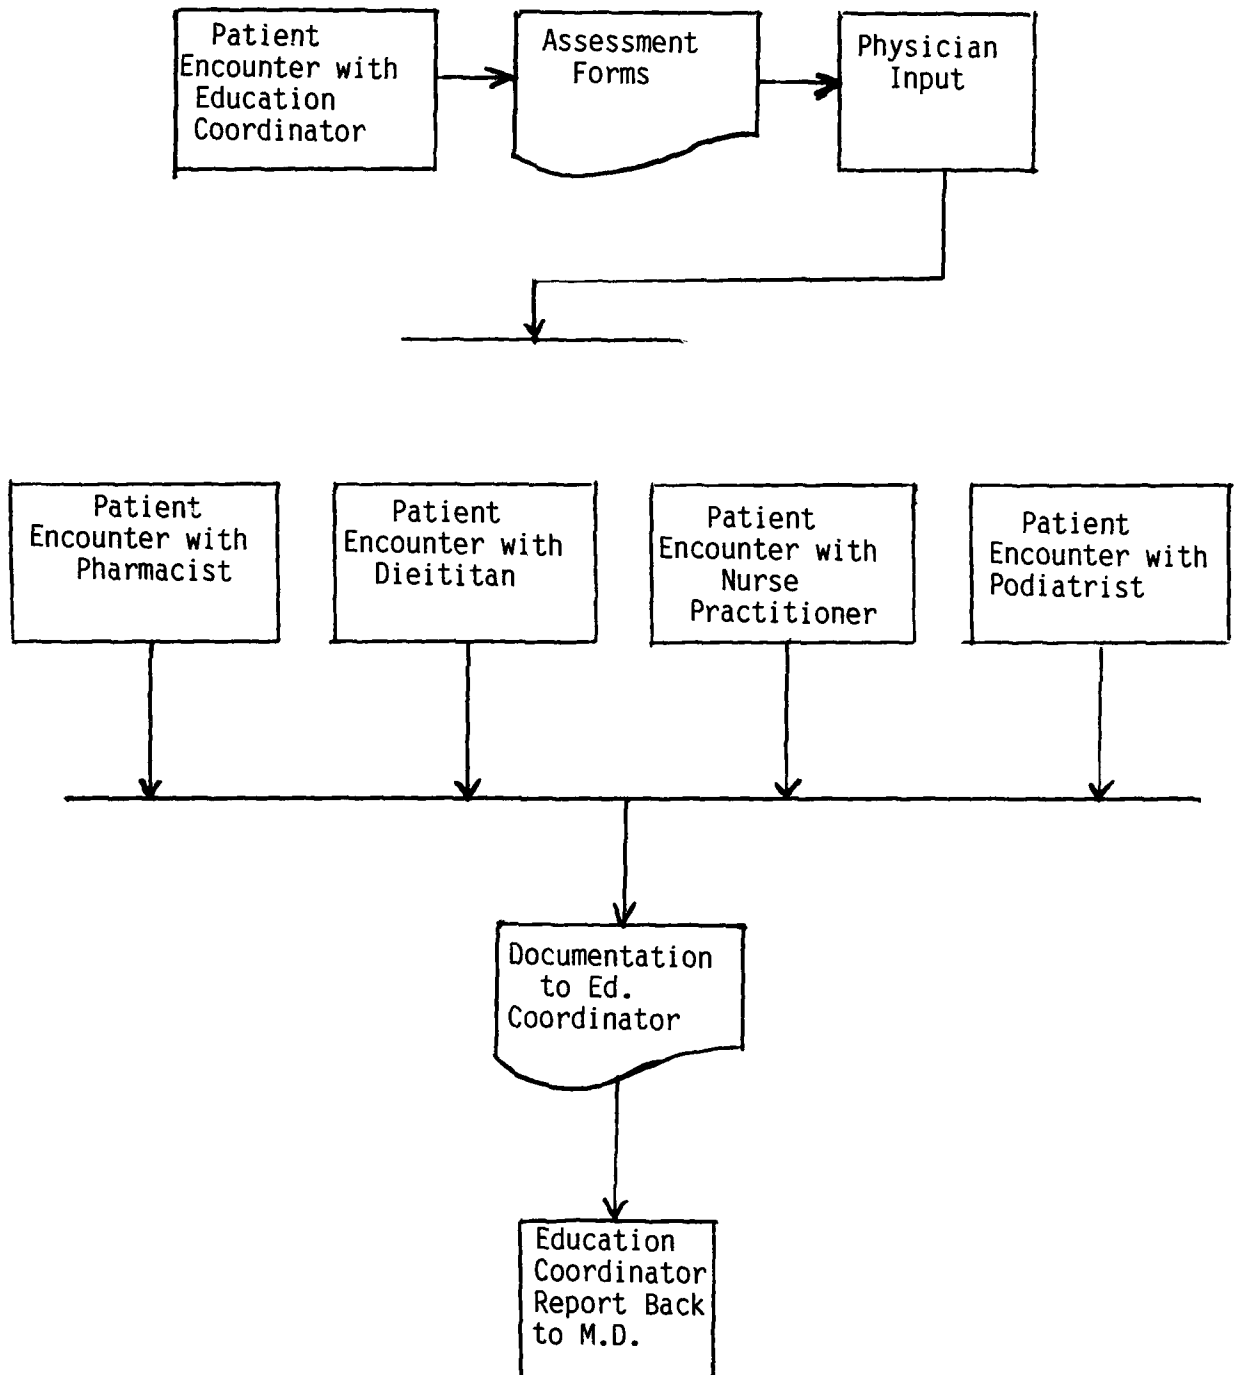 Patient
Encounter with
Education
Coordinator
Assessment
Forms
Physician
Input
Patient
Encounter with
Pharmacist
Patient
Encounter with
Dieititan
Patient
Encounter with
Nurse
Practitioner
Patient
Encounter with
Podiatrist
Documentation
to Ed.
Coordinator
Education
Coordinator
Report Back
to M.D.